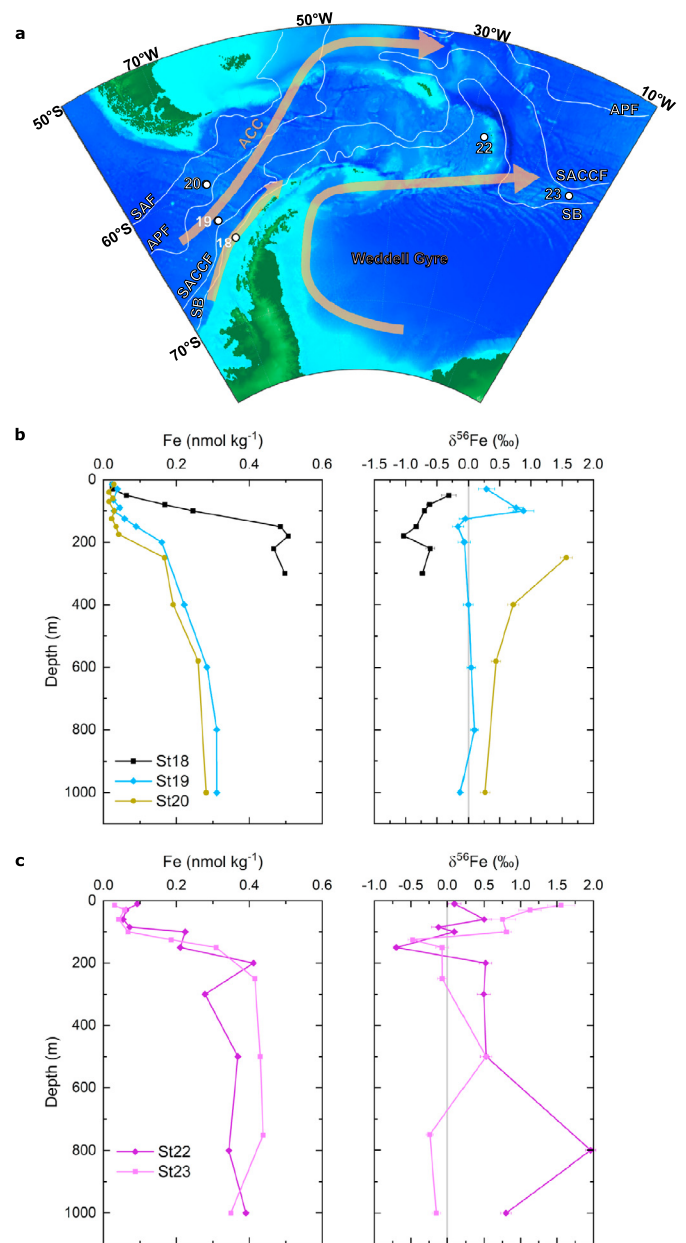 a
50°W
30°W
70°W
10°W
50°S
APF
ACC
22
20
SACCF
SAF
23
19
SB
60°S
APF
18
Weddell Gyre
SACCF
SB
70°S
b
Fe (nmol kg-1)
δ56Fe (‰)
0.0 0.2 0.4 0.6
-1.5 -1.0 -0.5 0.0 0.5 1.0 1.5 2.0
0
200
400
600
800
1000
Depth (m)
St18
St19
St20
c
Fe (nmol kg-1)
δ56Fe (‰)
0.0 0.2 0.4 0.6
-1.0 -0.5 0.0 0.5 1.0 1.5 2.0
0
200
400
600
800
1000
Depth (m)
St22
St23